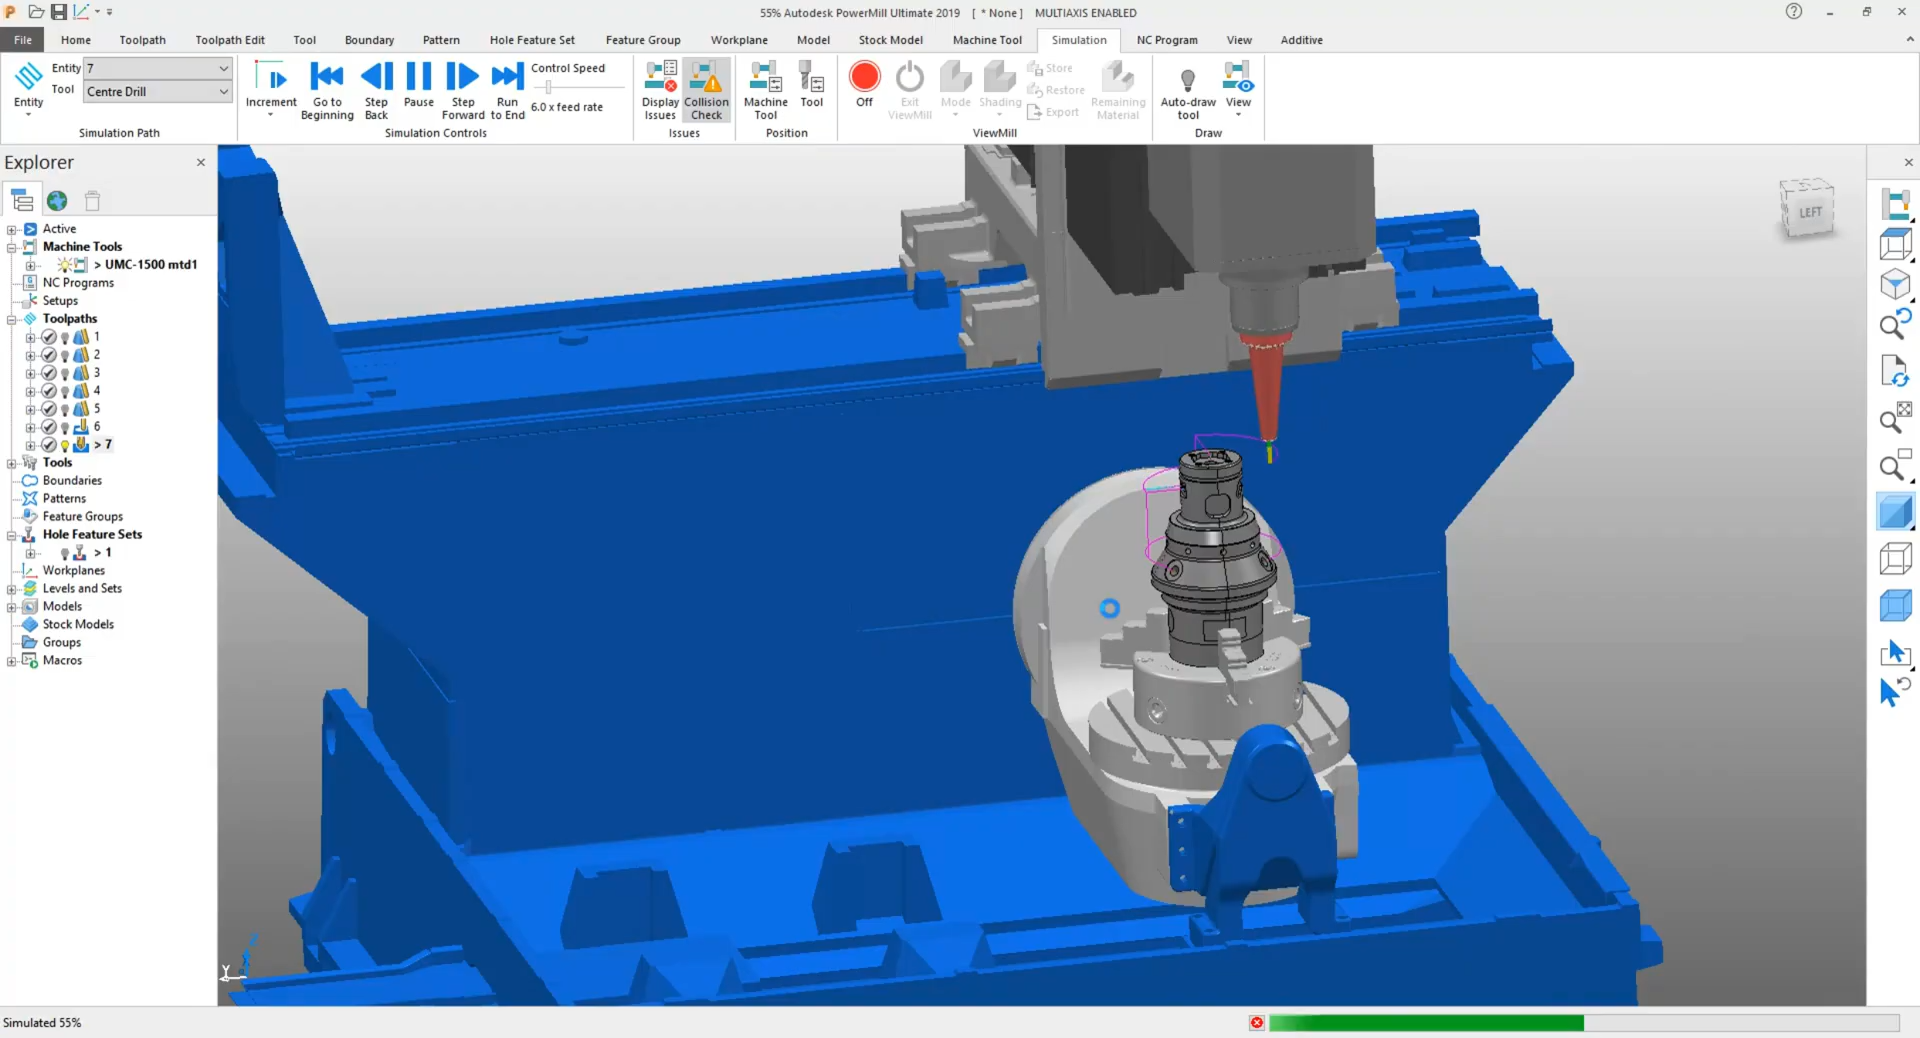 55% Autodesk PowerMill Ultimate 2019 [ * None ] MULTIAXIS ENABLED
File Home Toolpath Toolpath Edit Tool Boundary Pattern Hole Feature Set Feature Group Workplane Model Stock Model Machine Tool Simulation NC Program View Additive
Entity
Entity 7
Tool Centre Drill
Simulation Path
Increment
Go to Beginning
Step Back
Pause
Step Forward
Run to End
Control Speed
6.0 x feed rate
Simulation Controls
Display Issues
Collision Check
Issues
Machine Tool
Tool
Position
Off
Exit ViewMill
Mode
Shading
Store
Restore
Export
Remaining Material
ViewMill
Auto-draw tool
View
Draw
Explorer
Active
Machine Tools
> UMC-1500 mtd1
NC Programs
Setups
Toolpaths
1
2
3
4
5
6
> 7
Tools
Boundaries
Patterns
Feature Groups
Hole Feature Sets
> 1
Workplanes
Levels and Sets
Models
Stock Models
Groups
Macros
LEFT
Y
Simulated 55%